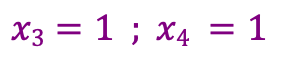 x₃ = 1 ; x₄ = 1